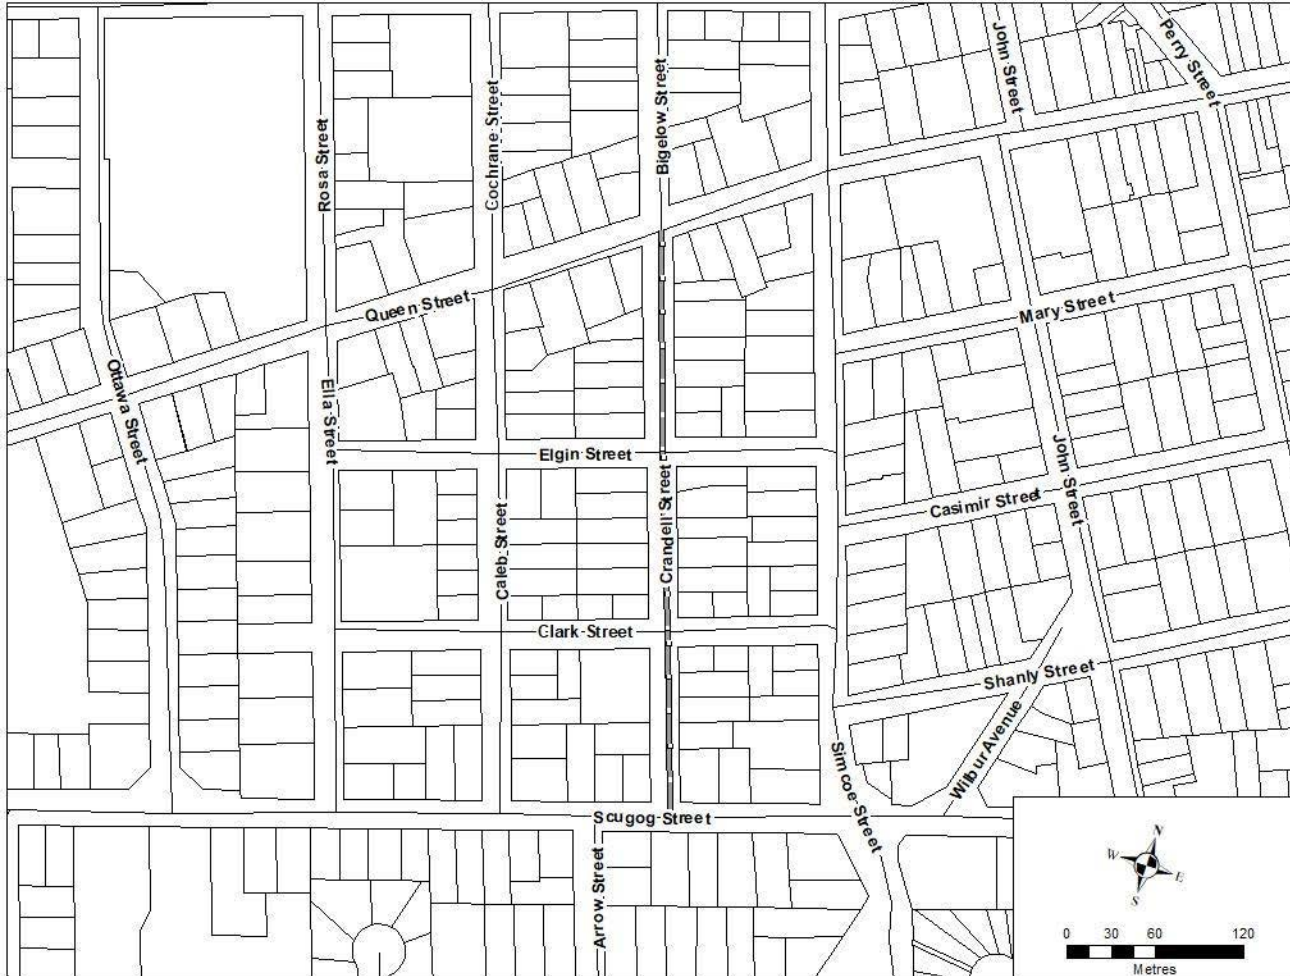 John Street
Perry Street
Bigelow Street
Cochrane Street
Rosa Street
Queen Street
Mary Street
Ottawa Street
Ella Street
Elgin Street
Crandell Street
John Street
Casimir Street
Caleb Street
Clark Street
Shanly Street
Wilbur Avenue
Simcoe Street
Scugog Street
Arrow Street
N
W
E
S
0 30 60 120
Metres